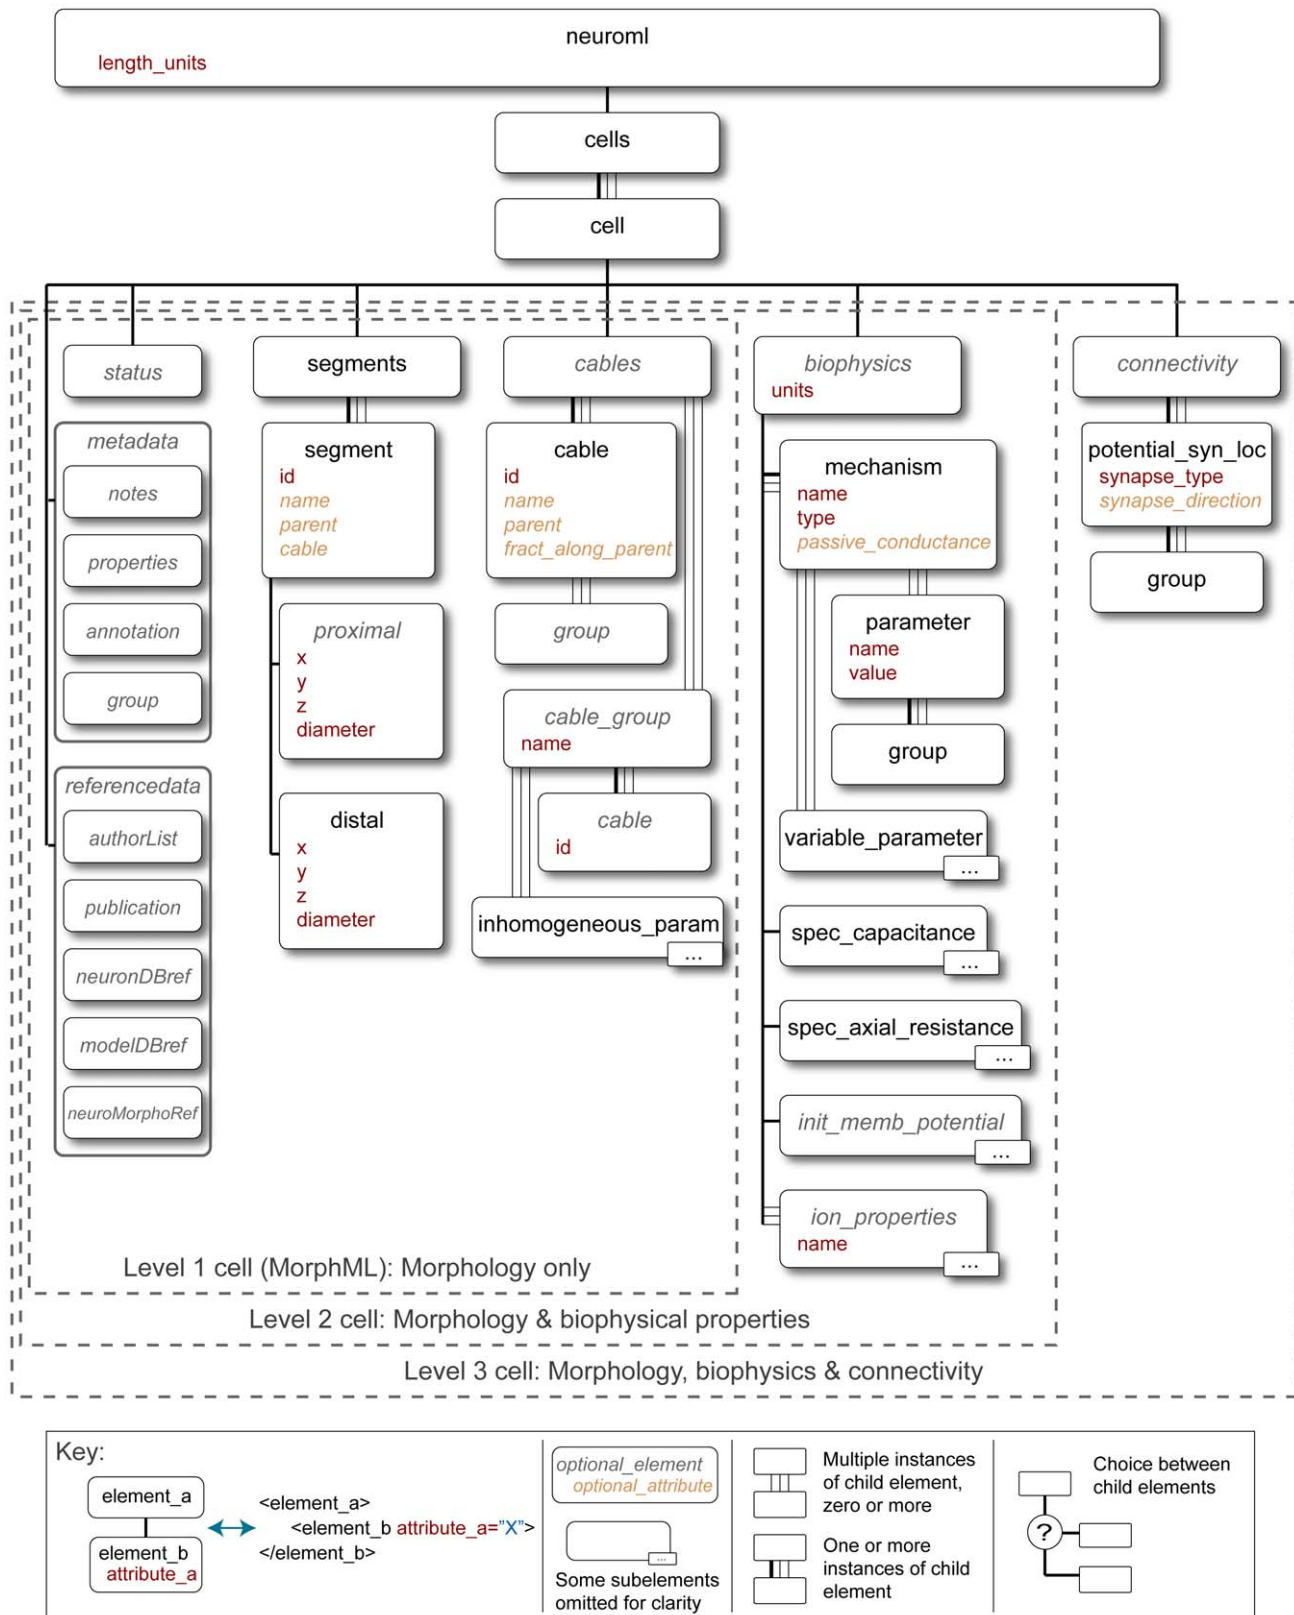 neuroml
length_units
cells
cell
status
metadata
notes
properties
annotation
group
referencedata
authorList
publication
neuronDBref
modelDBref
neuroMorphoRef
segments
segment
id
name
parent
cable
proximal
x
y
z
diameter
distal
x
y
z
diameter
cables
cable
id
name
parent
fract_along_parent
group
cable_group
name
cable
id
inhomogeneous_param
...
biophysics
units
mechanism
name
type
passive_conductance
parameter
name
value
group
variable_parameter
...
spec_capacitance
...
spec_axial_resistance
...
init_memb_potential
...
ion_properties
name
...
connectivity
potential_syn_loc
synapse_type
synapse_direction
group
Level 1 cell (MorphML): Morphology only
Level 2 cell: Morphology & biophysical properties
Level 3 cell: Morphology, biophysics & connectivity
Key:
element_a
element_b
attribute_a
<element_a>
<element_b attribute_a="X">
</element_b>
optional_element
optional_attribute
...
Some subelements
omitted for clarity
Multiple instances
of child element,
zero or more
One or more
instances of child
element
Choice between
child elements
?